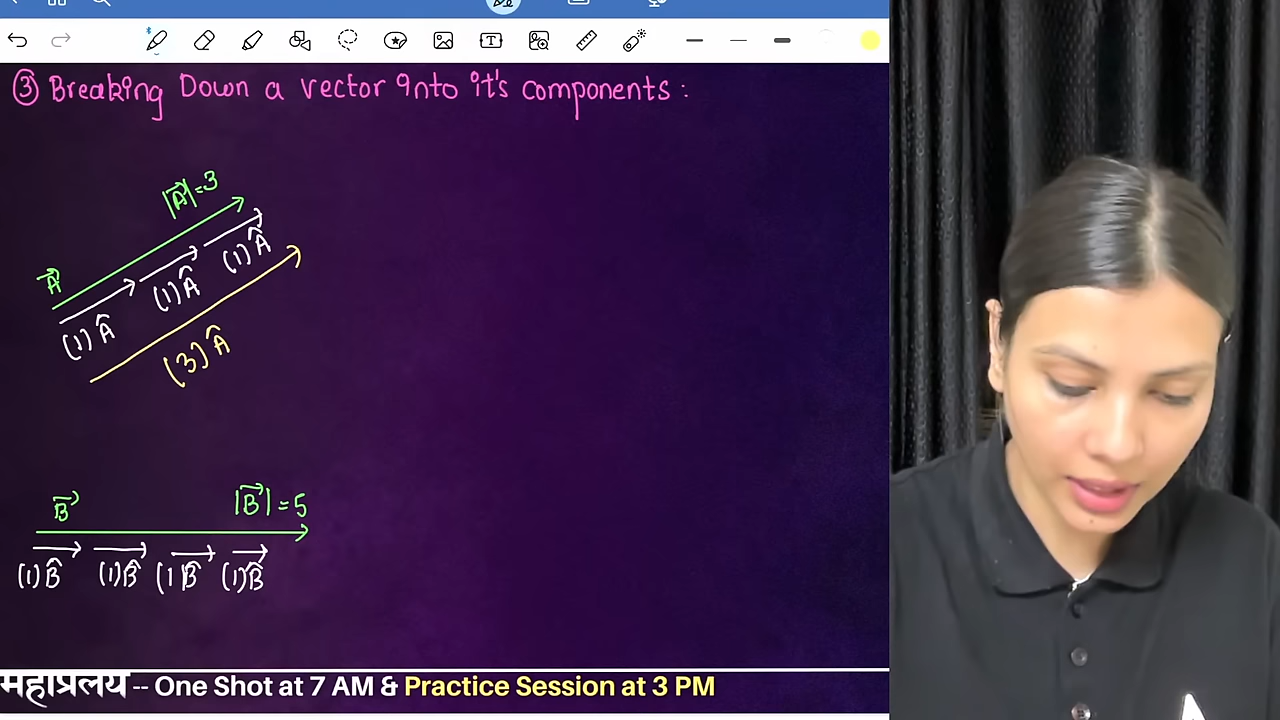 ③ Breaking Down a vector into it's components :
|A⃗|=3
A⃗
(1)Â (1)Â (1)Â
(3)Â
B⃗ |B⃗|=5
(1)B̂ (1)B̂ (1)B̂ (1)B̂
महाप्रलय -- One Shot at 7 AM & Practice Session at 3 PM